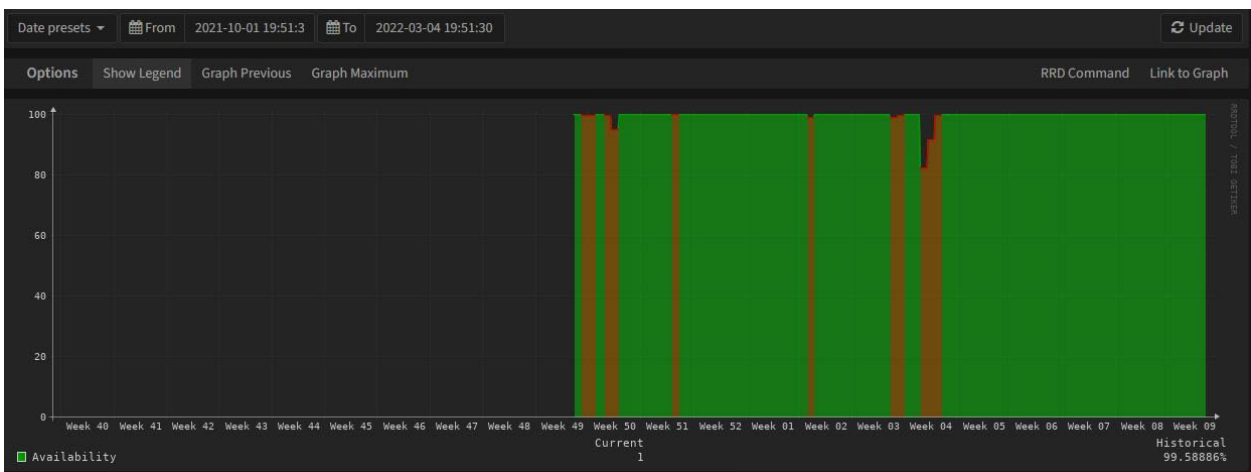 Date presets From 2021-10-01 19:51:3 To 2022-03-04 19:51:30 Update
Options Show Legend Graph Previous Graph Maximum RRD Command Link to Graph
100
80
60
40
20
0
Week 40 Week 41 Week 42 Week 43 Week 44 Week 45 Week 46 Week 47 Week 48 Week 49 Week 50 Week 51 Week 52 Week 01 Week 02 Week 03 Week 04 Week 05 Week 06 Week 07 Week 08 Week 09
Current Historical
Availability 1 99.58886%
RRDTOOL / TOBI OETIKER